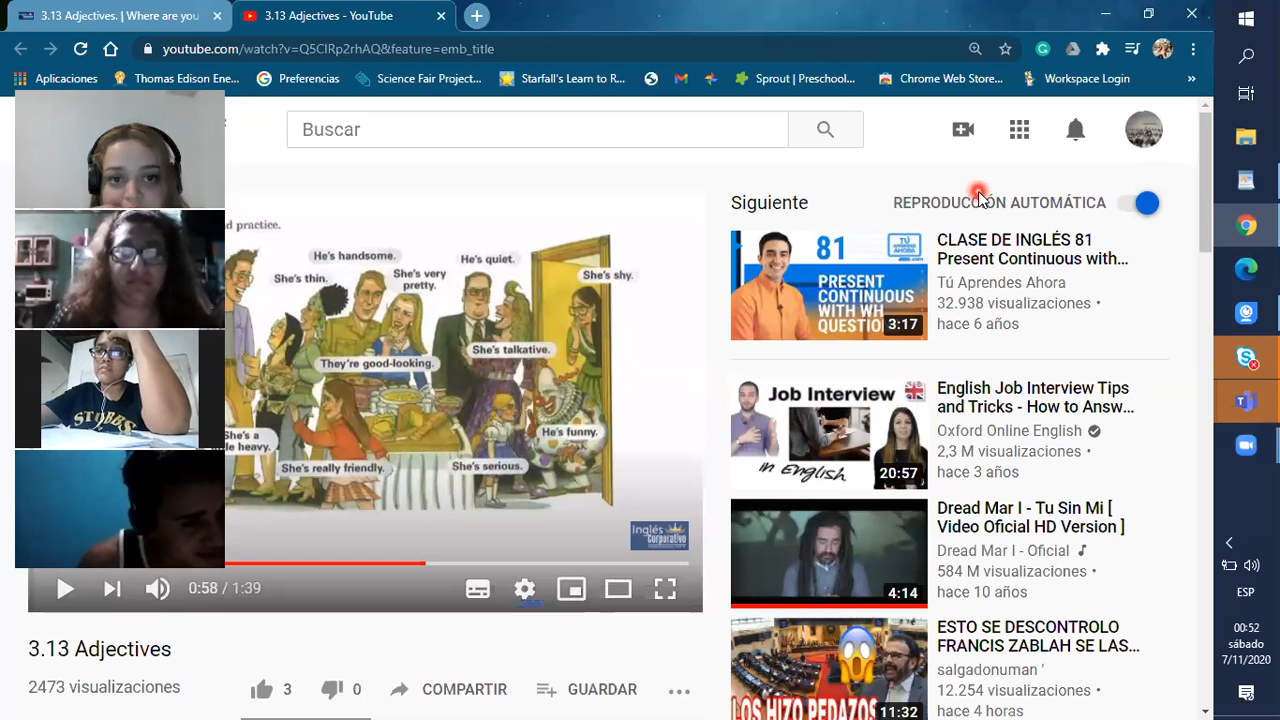 3.13 Adjectives. | Where are you
3.13 Adjectives - YouTube
youtube.com/watch?v=Q5CIRp2rhAQ&feature=emb_title
Aplicaciones
Thomas Edison Ene...
Preferencias
Science Fair Project...
Starfall's Learn to R...
Sprout | Preschool...
Chrome Web Store...
Workspace Login
»
Buscar
d practice.
He's handsome.
She's thin.
She's very
pretty.
He's quiet.
She's shy.
They're good-looking.
She's talkative.
He's funny.
She's a
heavy.
She's really friendly.
She's serious.
Inglés
Corporativo
STUBBS
0:58 / 1:39
3.13 Adjectives
2473 visualizaciones
3
0
COMPARTIR
GUARDAR
Siguiente
REPRODUCCIÓN AUTOMÁTICA
81
TÚ
APRENDES
AHORA
PRESENT
CONTINUOUS
WITH WH
QUESTIO
3:17
CLASE DE INGLÉS 81
Present Continuous with...
Tú Aprendes Ahora
32.938 visualizaciones •
hace 6 años
Job Interview
in English
20:57
English Job Interview Tips
and Tricks - How to Answ...
Oxford Online English
2,3 M visualizaciones •
hace 3 años
4:14
Dread Mar I - Tu Sin Mi [
Video Oficial HD Version ]
Dread Mar I - Oficial
584 M visualizaciones •
hace 10 años
LOS HIZO PEDAZOS
11:32
ESTO SE DESCONTROLO
FRANCIS ZABLAH SE LAS...
salgadonuman '
12.254 visualizaciones •
hace 4 horas
ESP
00:52
sábado
7/11/2020